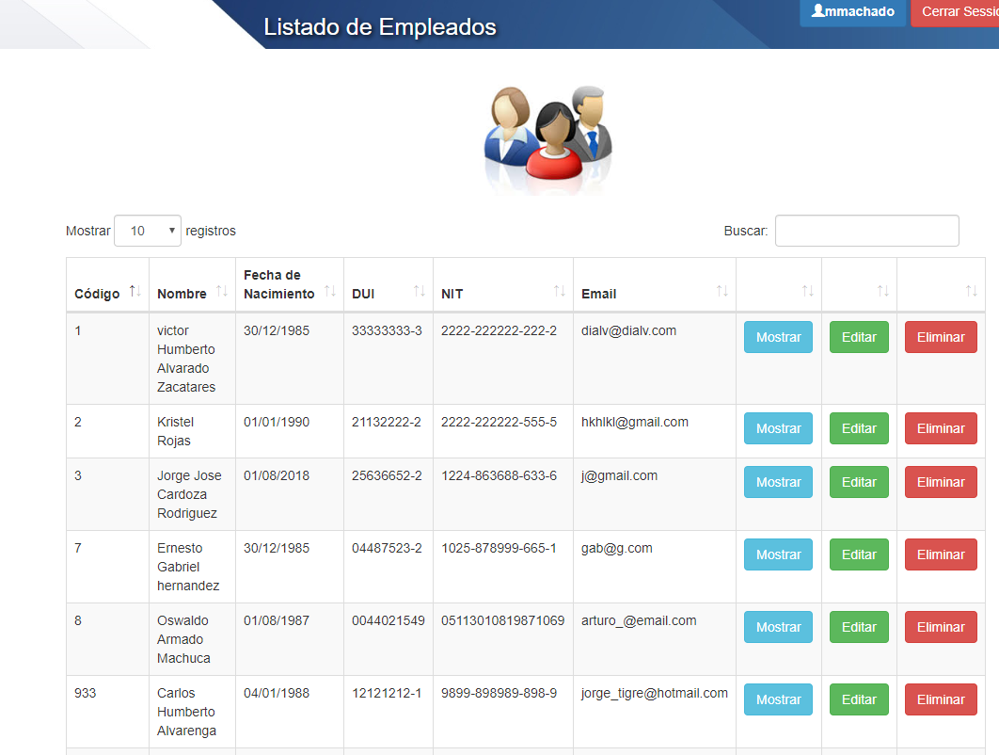 Listado de Empleados
mmachado
Cerrar
Mostrar 10 registros
Buscar:
Código Nombre Fecha de Nacimiento DUI NIT Email
1 victor Humberto Alvarado Zacatares 30/12/1985 33333333-3 2222-222222-222-2 dialv@dialv.com Mostrar Editar Eliminar
2 Kristel Rojas 01/01/1990 21132222-2 2222-222222-555-5 hkhlkl@gmail.com Mostrar Editar Eliminar
3 Jorge Jose Cardoza Rodriguez 01/08/2018 25636652-2 1224-863688-633-6 j@gmail.com Mostrar Editar Eliminar
7 Ernesto Gabriel hernandez 30/12/1985 04487523-2 1025-878999-665-1 gab@g.com Mostrar Editar Eliminar
8 Oswaldo Armado Machuca 01/08/1987 0044021549 05113010819871069 arturo_@email.com Mostrar Editar Eliminar
933 Carlos Humberto Alvarenga 04/01/1988 12121212-1 9899-898989-898-9 jorge_tigre@hotmail.com Mostrar Editar Eliminar